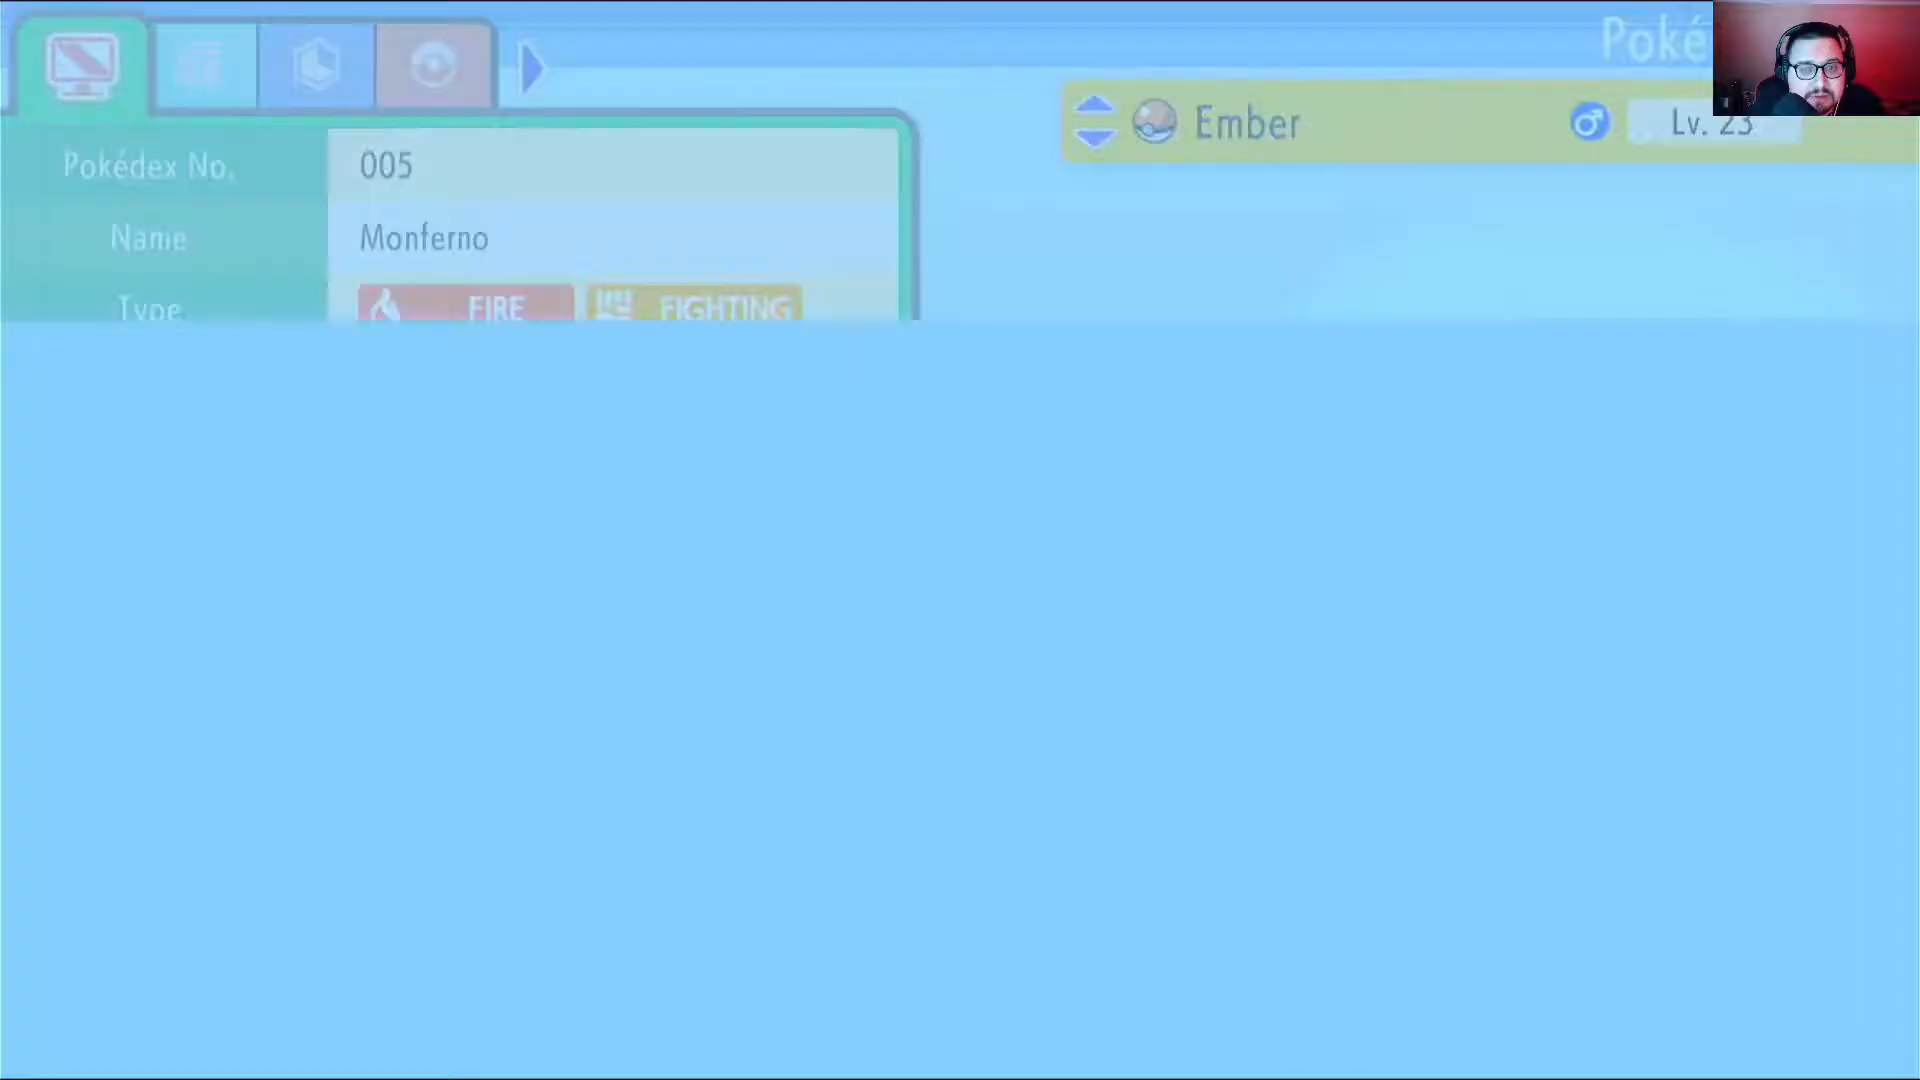 Poké
Ember
Lv. 23
Pokédex No. 005
Name Monferno
Type FIRE FIGHTING